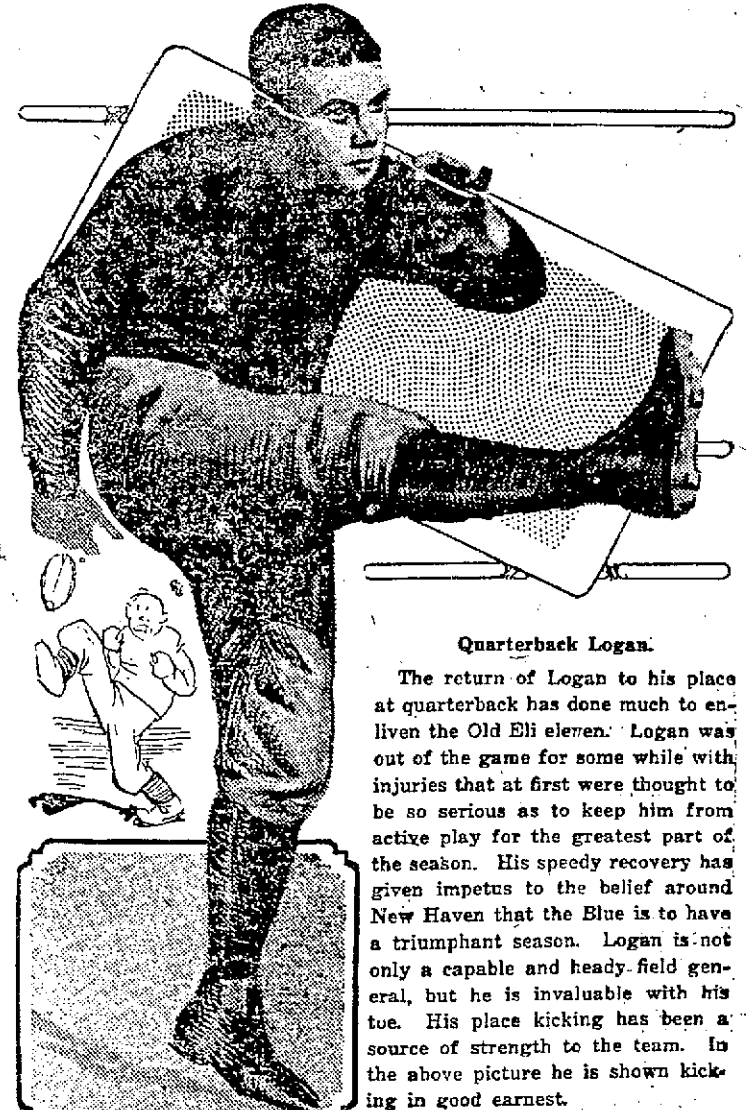 Quarterback Logan.
The return of Logan to his place
at quarterback has done much to en-
liven the Old Eli eleven. Logan was
out of the game for some while with
injuries that at first were thought to
be so serious as to keep him from
active play for the greatest part of
the season. His speedy recovery has
given impetus to the belief around
New Haven that the Blue is to have
a triumphant season. Logan is not
only a capable and heady field gen-
eral, but he is invaluable with his
toe. His place kicking has been a
source of strength to the team. In
the above picture he is shown kick-
ing in good earnest.